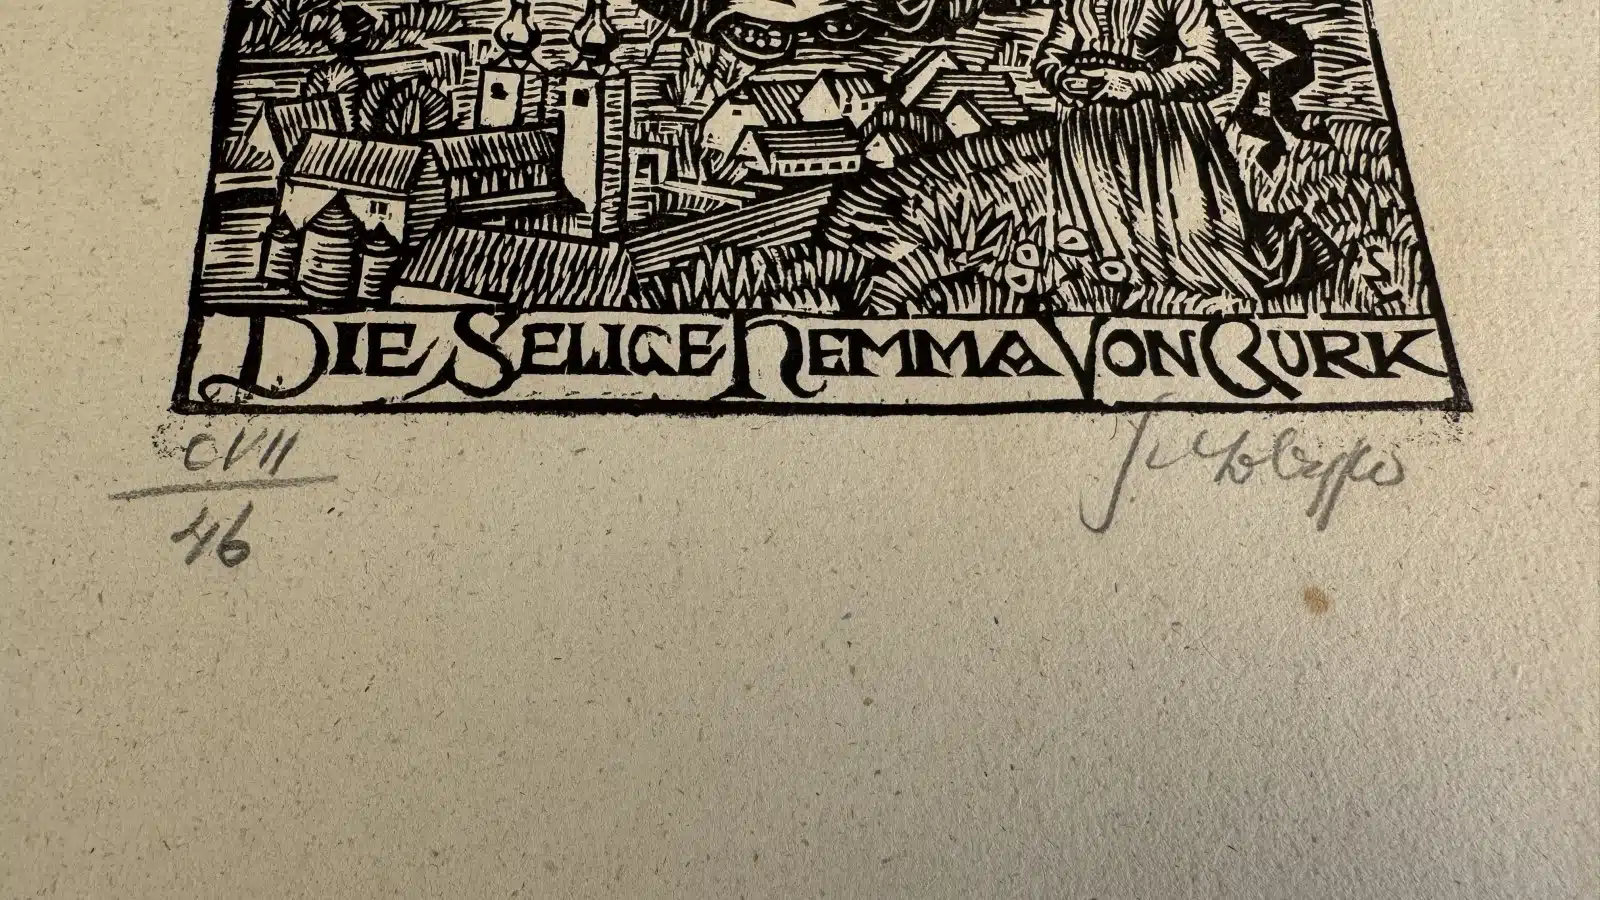 DIE SELIGE HEMMA VON GURK
CVII
46